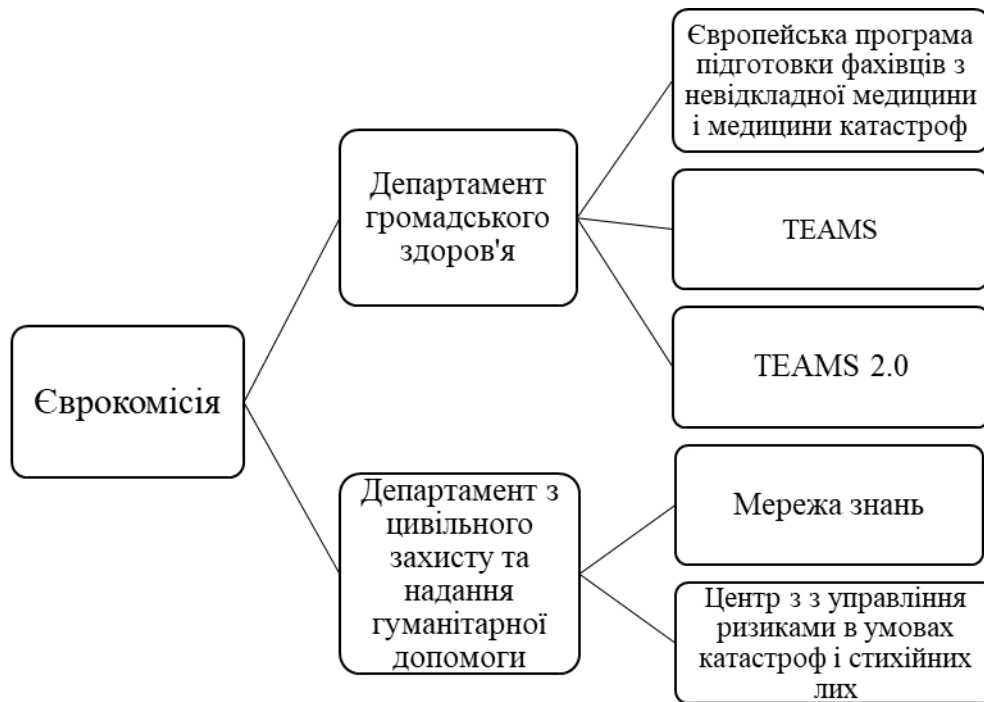 Єврокомісія
Департамент
громадського
здоров'я
Європейська програма
підготовки фахівців з
невідкладної медицини
і медицини катастроф
TEAMS
TEAMS 2.0
Департамент з
цивільного
захисту та
надання
гуманітарної
допомоги
Мережа знань
Центр з з управління
ризиками в умовах
катастроф і стихійних
лих